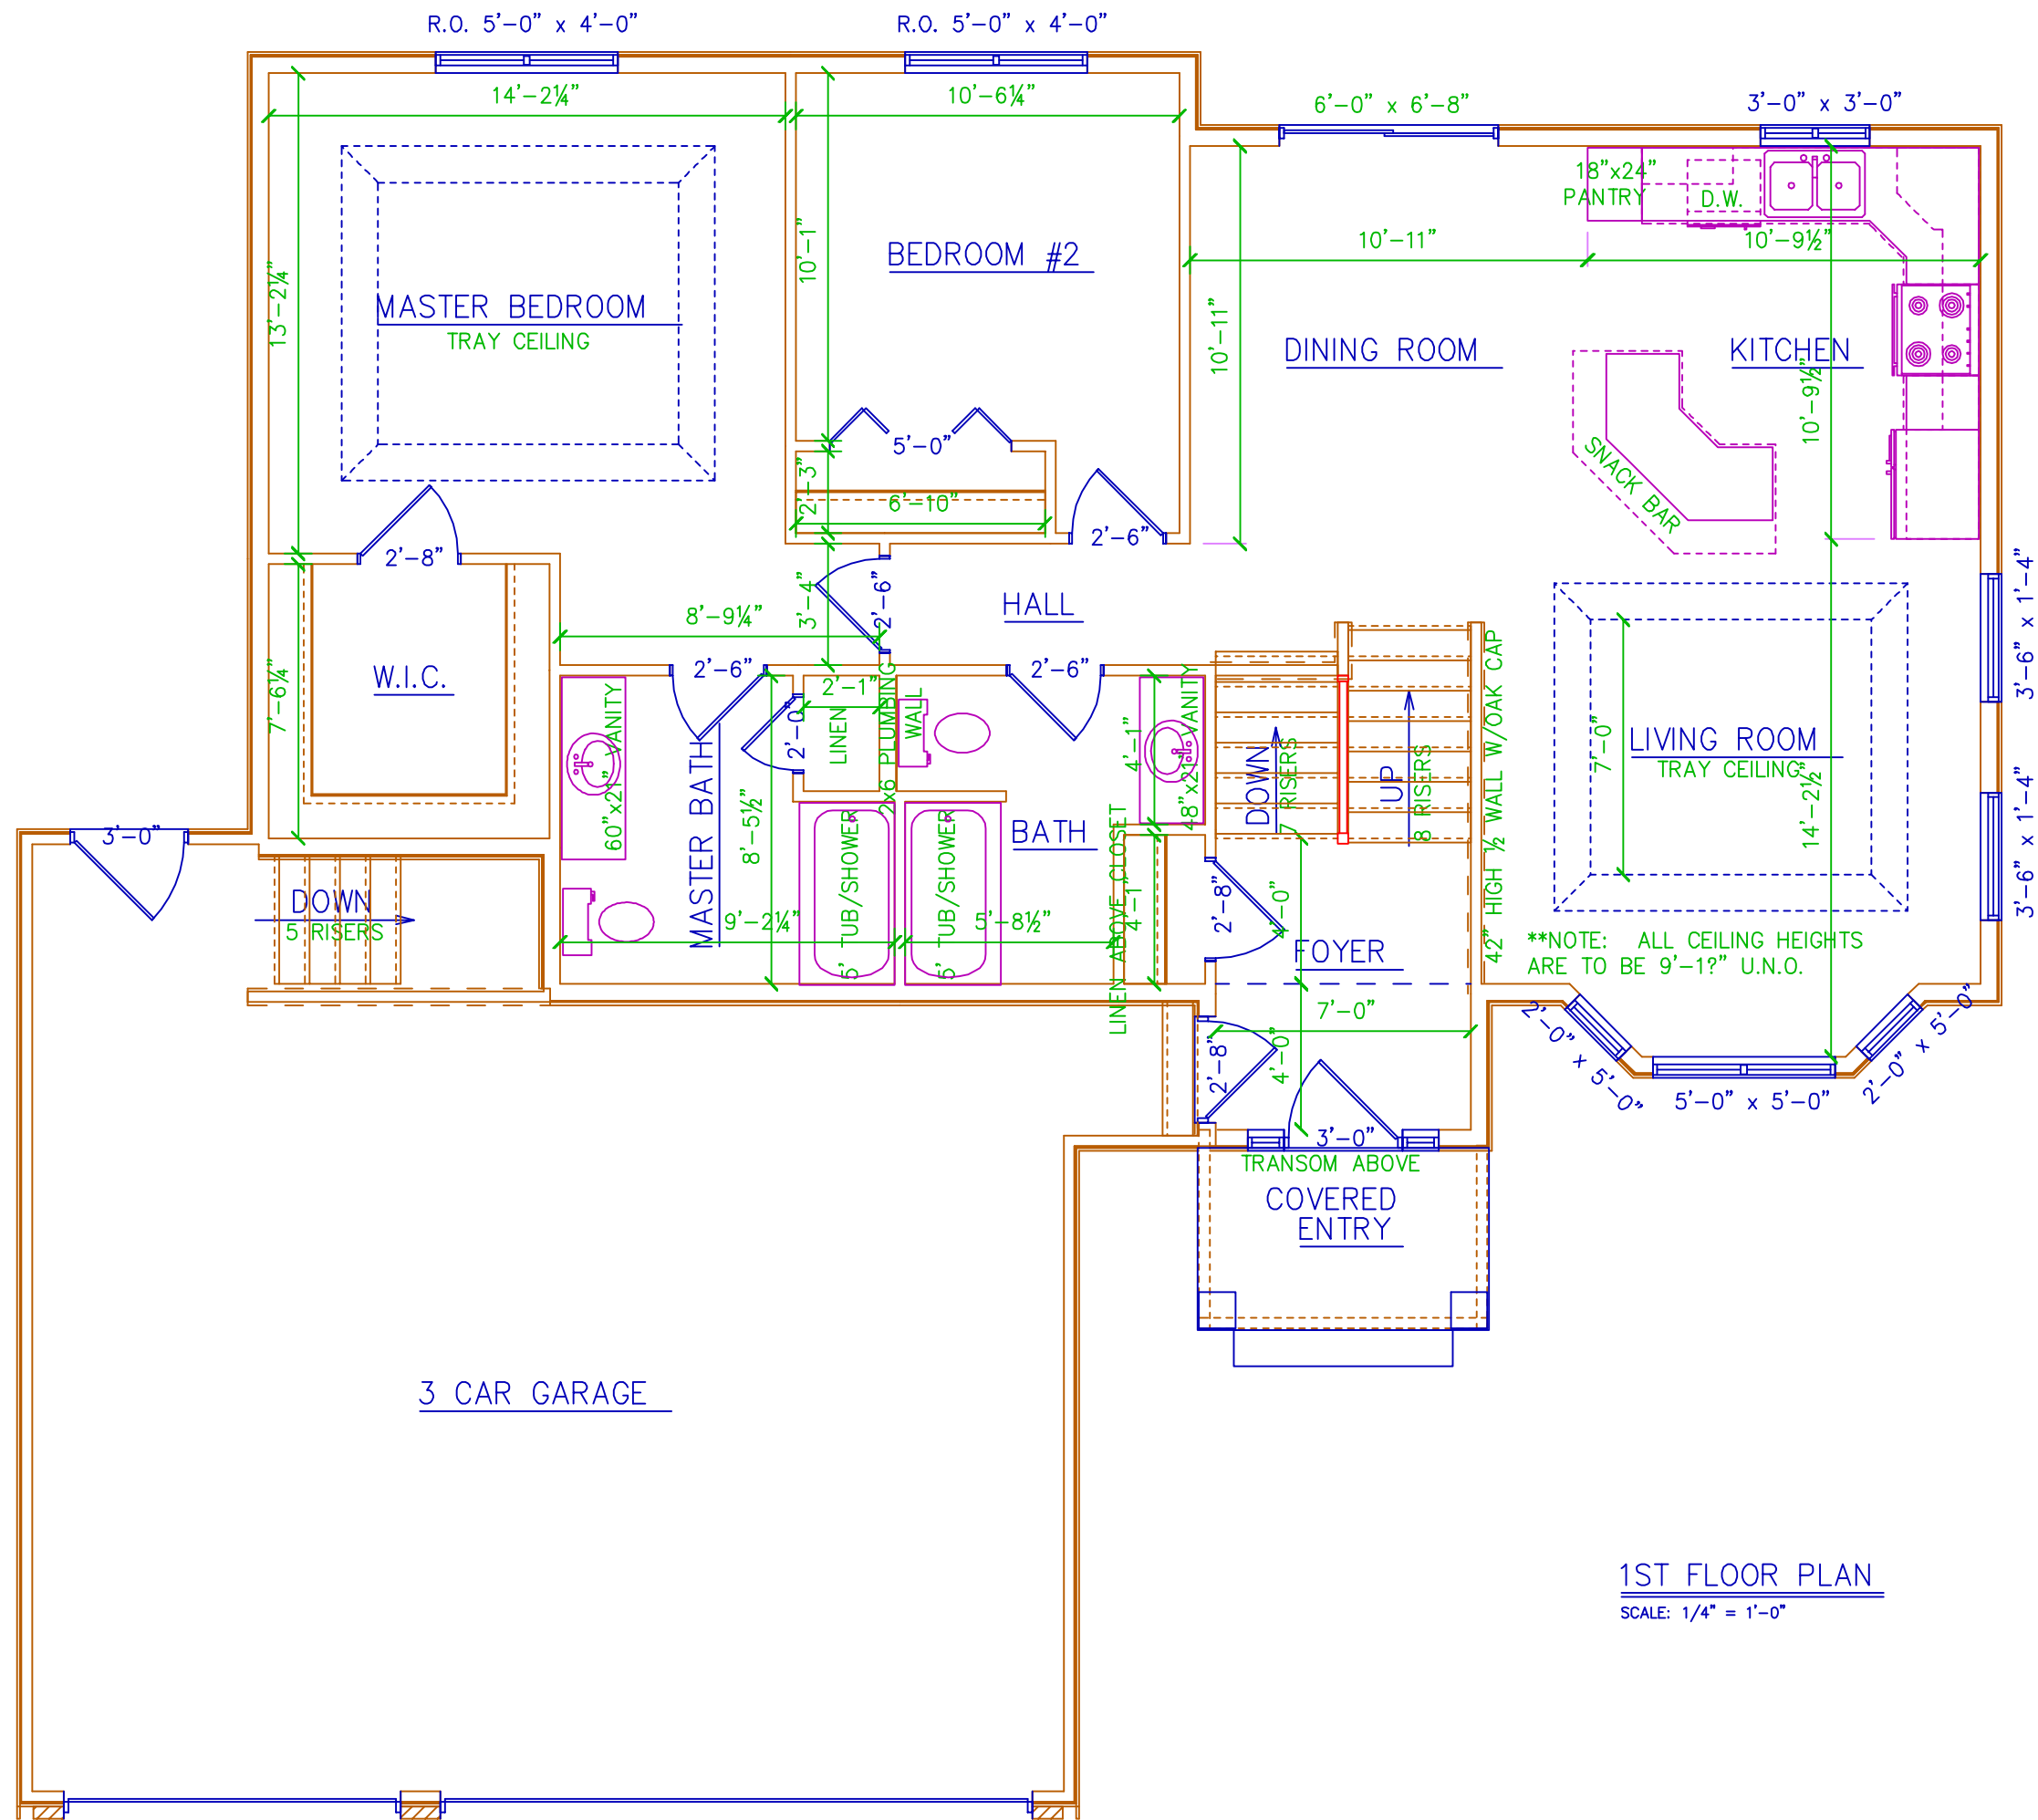 R.O. 5'-0" x 4'-0"
R.O. 5'-0" x 4'-0"
14'-2¼"
10'-6¼"
6'-0" x 6'-8"
3'-0" x 3'-0"
18"x24"
PANTRY
D.W.
10'-11"
10'-9½"
10'-1"
BEDROOM #2
13'-2¼"
MASTER BEDROOM
TRAY CEILING
10'-11"
DINING ROOM
KITCHEN
10'-9½"
5'-0"
SNACK BAR
2'-3"
6'-10"
2'-8"
2'-6"
3'-4"
2'-6"
HALL
8'-9¼"
3'-6" x 1'-4"
7'-6¼"
W.I.C.
2'-6"
2'-6"
60"x21" VANITY
MASTER BATH
2'-1"
2'-0"
LINEN
2x6 PLUMBING
WALL
4'-1"
48"x21" VANITY
DOWN
7 RISERS
UP
8 RISERS
42" HIGH ½ WALL W/OAK CAP
7'-0"
LIVING ROOM
TRAY CEILING
14'-2½"
3'-6" x 1'-4"
3'-0"
DOWN
5 RISERS
8'-5½"
9'-2¼"
5' TUB/SHOWER
5' TUB/SHOWER
BATH
5'-8½"
LINEN ABOVE CLOSET
4'-1"
2'-8"
4'-0"
FOYER
**NOTE: ALL CEILING HEIGHTS
ARE TO BE 9'-1?" U.N.O.
7'-0"
2'-8"
4'-0"
2'-0" x 5'-0"
5'-0" x 5'-0"
2'-0" x 5'-0"
3'-0"
TRANSOM ABOVE
COVERED
ENTRY
3 CAR GARAGE
1ST FLOOR PLAN
SCALE: 1/4" = 1'-0"